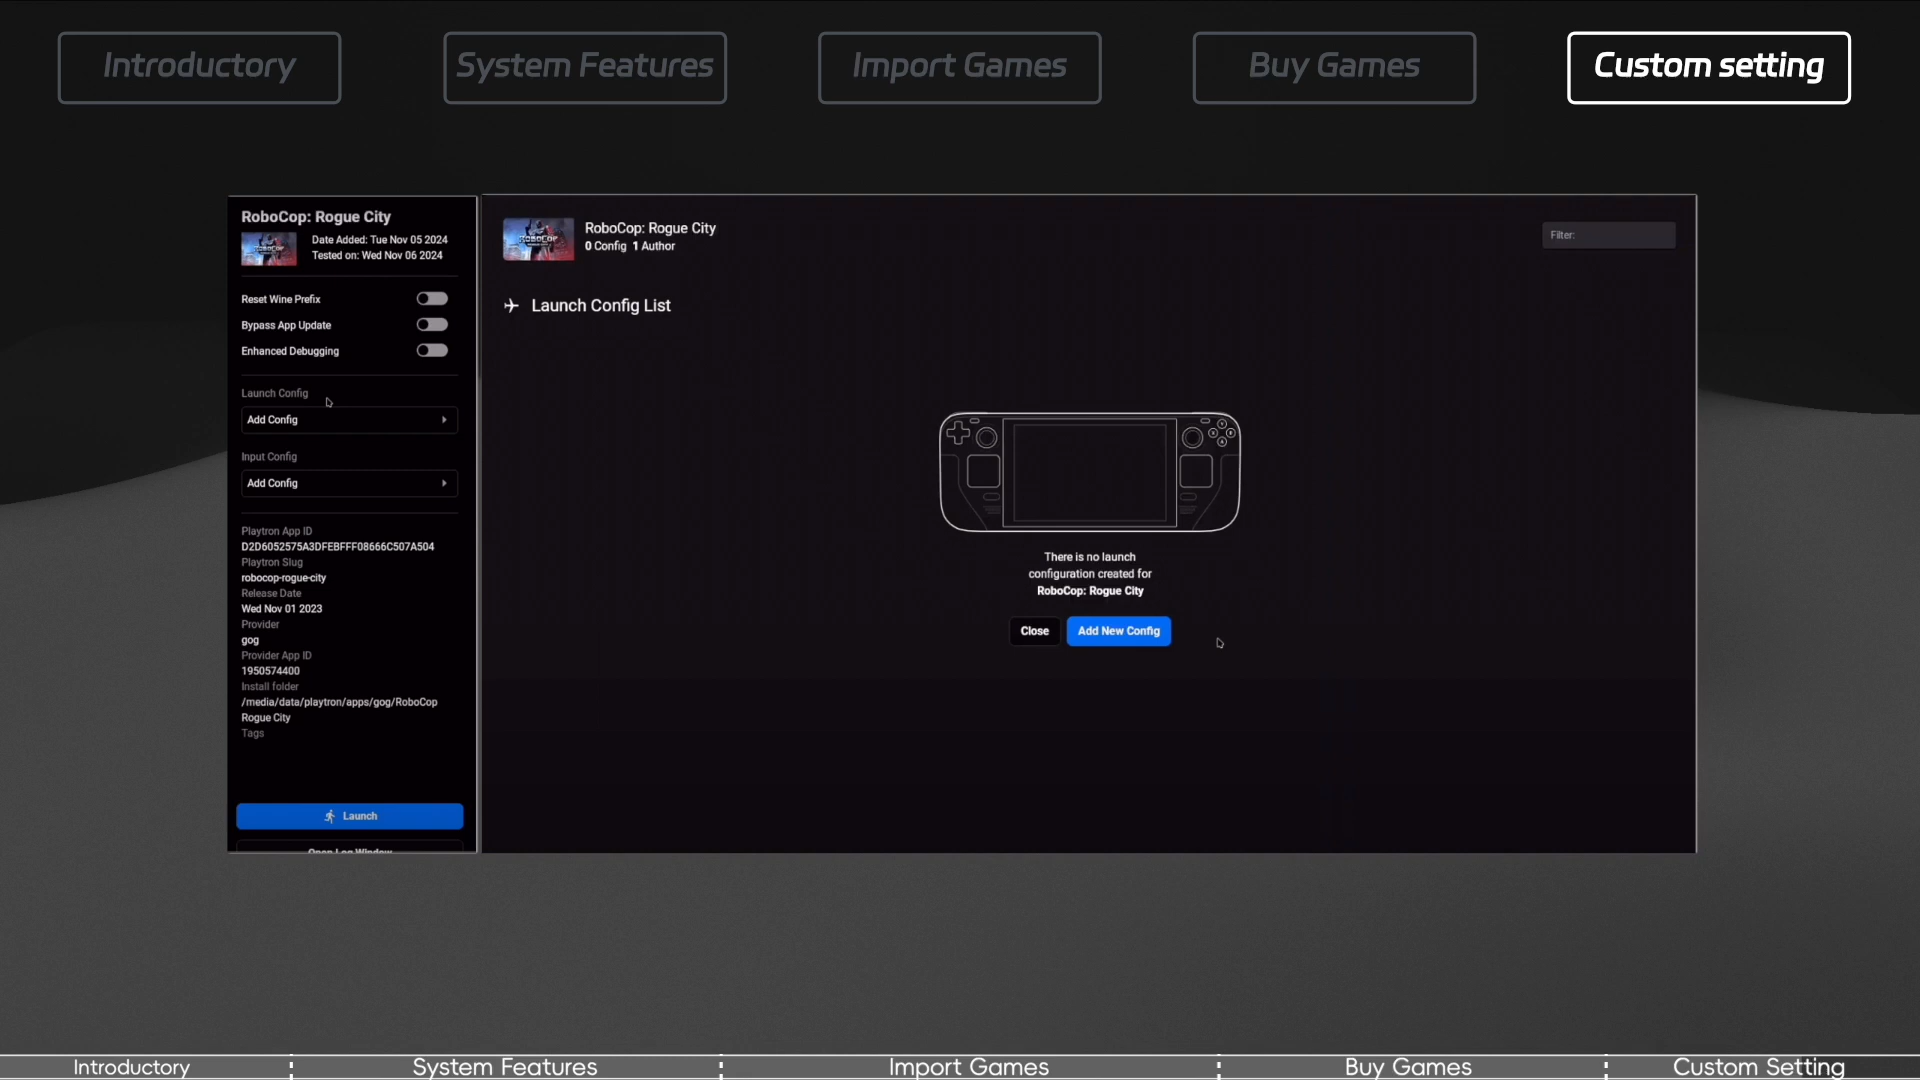 Introductory
System Features
Import Games
Buy Games
Custom setting
RoboCop: Rogue City
Date Added: Tue Nov 05 2024
Tested on: Wed Nov 06 2024
Reset Wine Prefix
Bypass App Update
Enhanced Debugging
Launch Config
Add Config
Input Config
Add Config
Playtron App ID
D2D6052575A3DFEBFFF08666C507A504
Playtron Slug
robocop-rogue-city
Release Date
Wed Nov 01 2023
Provider
gog
Provider App ID
1950574400
Install folder
/media/data/playtron/apps/gog/RoboCop
Rogue City
Tags
Launch
Open Log Window
RoboCop: Rogue City
0 Config 1 Author
Filter:
Launch Config List
There is no launch
configuration created for
RoboCop: Rogue City
Close
Add New Config
Introductory
System Features
Import Games
Buy Games
Custom Setting